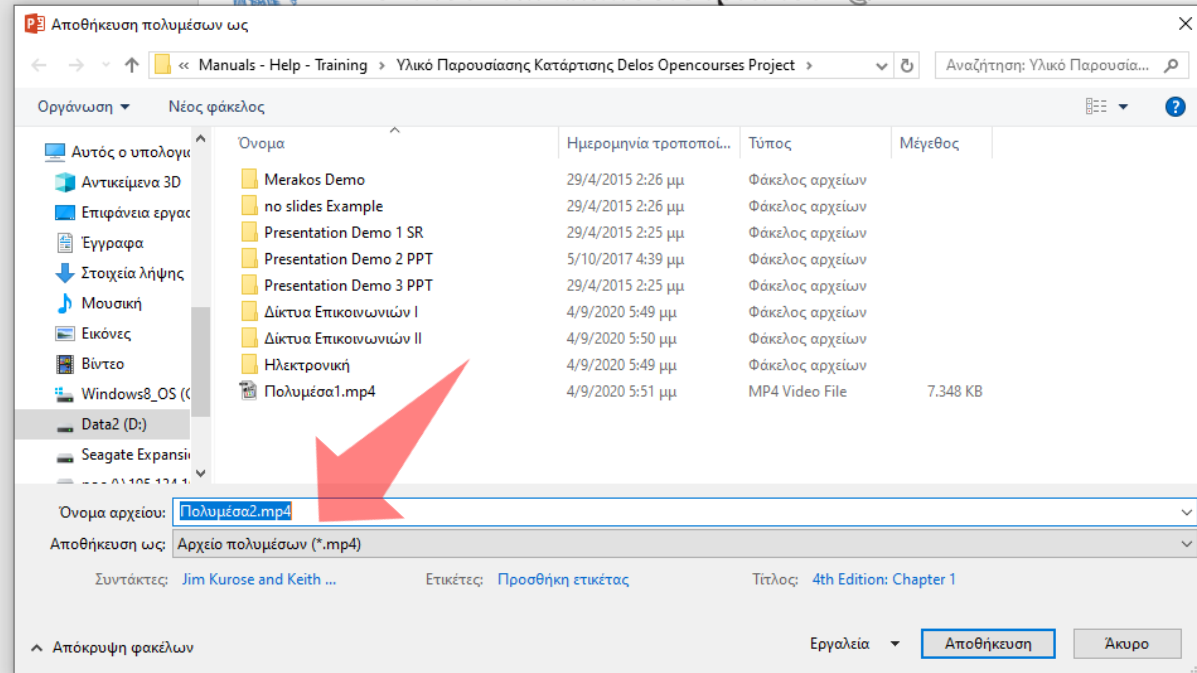 Αποθήκευση πολυμέσων ως
« Manuals - Help - Training › Υλικό Παρουσίασης Κατάρτισης Delos Opencourses Project ›
Αναζήτηση: Υλικό Παρουσία...
Οργάνωση Νέος φάκελος
Όνομα Ημερομηνία τροποποί... Τύπος Μέγεθος
Αυτός ο υπολογις
Αντικείμενα 3D
Επιφάνεια εργας
Έγγραφα
Στοιχεία λήψης
Μουσική
Εικόνες
Βίντεο
Windows8_OS (C
Data2 (D:)
Seagate Expansi
Merakos Demo 29/4/2015 2:26 μμ Φάκελος αρχείων
no slides Example 29/4/2015 2:26 μμ Φάκελος αρχείων
Presentation Demo 1 SR 29/4/2015 2:25 μμ Φάκελος αρχείων
Presentation Demo 2 PPT 5/10/2017 4:39 μμ Φάκελος αρχείων
Presentation Demo 3 PPT 29/4/2015 2:25 μμ Φάκελος αρχείων
Δίκτυα Επικοινωνιών I 4/9/2020 5:49 μμ Φάκελος αρχείων
Δίκτυα Επικοινωνιών II 4/9/2020 5:50 μμ Φάκελος αρχείων
Ηλεκτρονική 4/9/2020 5:49 μμ Φάκελος αρχείων
Πολυμέσα1.mp4 4/9/2020 5:51 μμ MP4 Video File 7.348 KB
Όνομα αρχείου: Πολυμέσα2.mp4
Αποθήκευση ως: Αρχείο πολυμέσων (*.mp4)
Συντάκτες: Jim Kurose and Keith ... Ετικέτες: Προσθήκη ετικέτας Τίτλος: 4th Edition: Chapter 1
Απόκρυψη φακέλων Εργαλεία Αποθήκευση Άκυρο